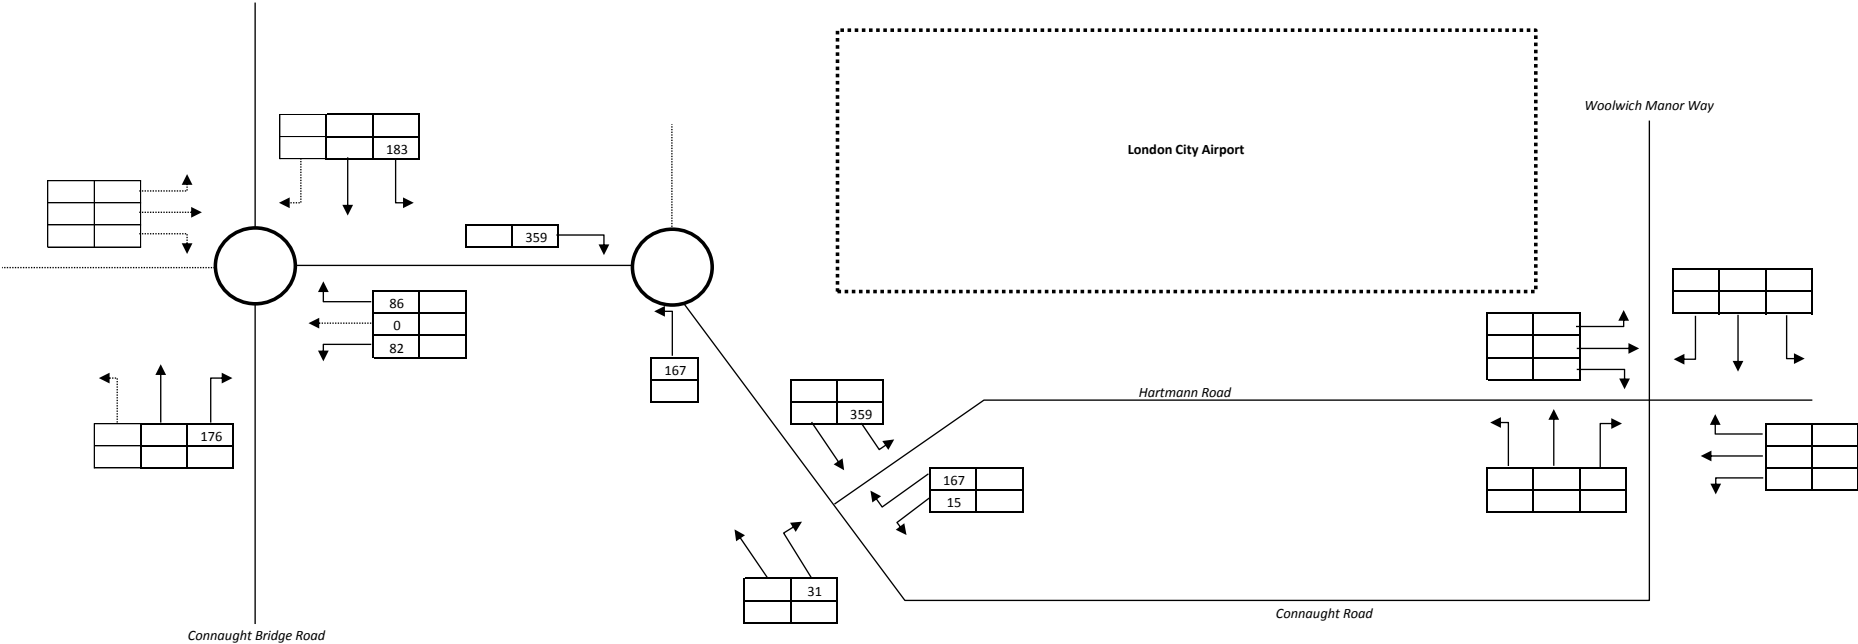 Woolwich Manor Way
183
London City Airport
359
86
0
82
167
Hartmann Road
359
176
167
15
31
Connaught Road
Connaught Bridge Road